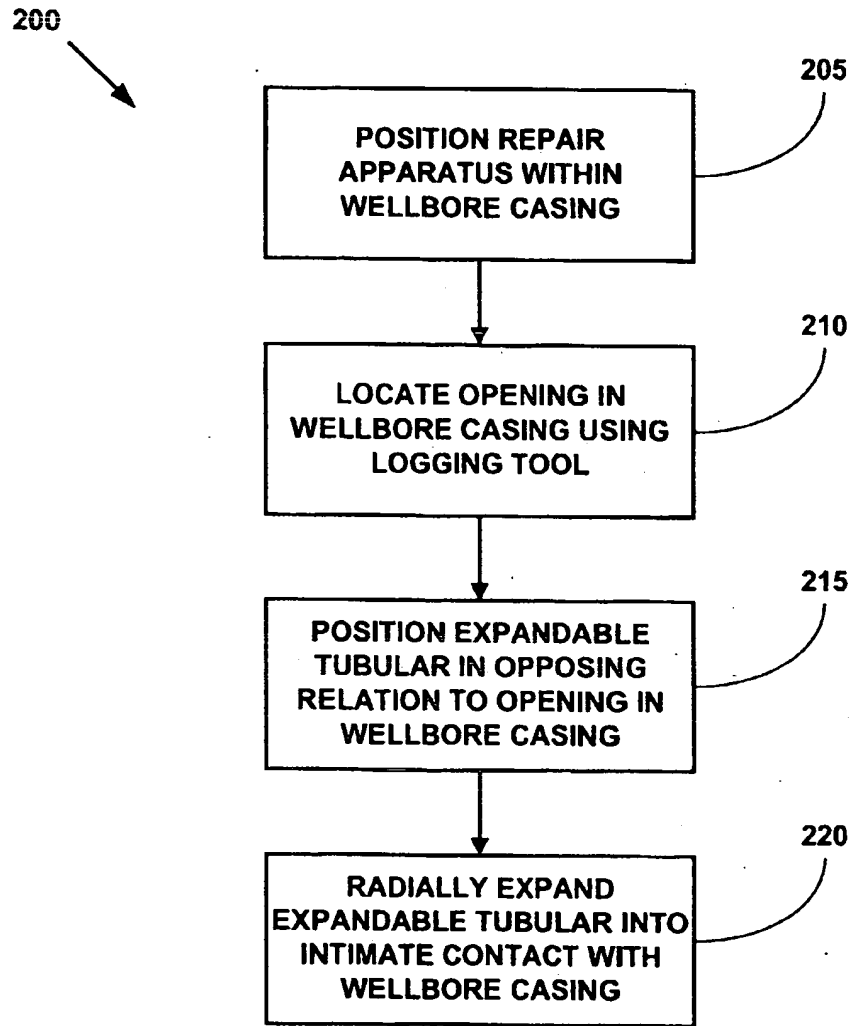 200
205
POSITION REPAIR
APPARATUS WITHIN
WELLBORE CASING
210
LOCATE OPENING IN
WELLBORE CASING USING
LOGGING TOOL
215
POSITION EXPANDABLE
TUBULAR IN OPPOSING
RELATION TO OPENING IN
WELLBORE CASING
220
RADIALLY EXPAND
EXPANDABLE TUBULAR INTO
INTIMATE CONTACT WITH
WELLBORE CASING